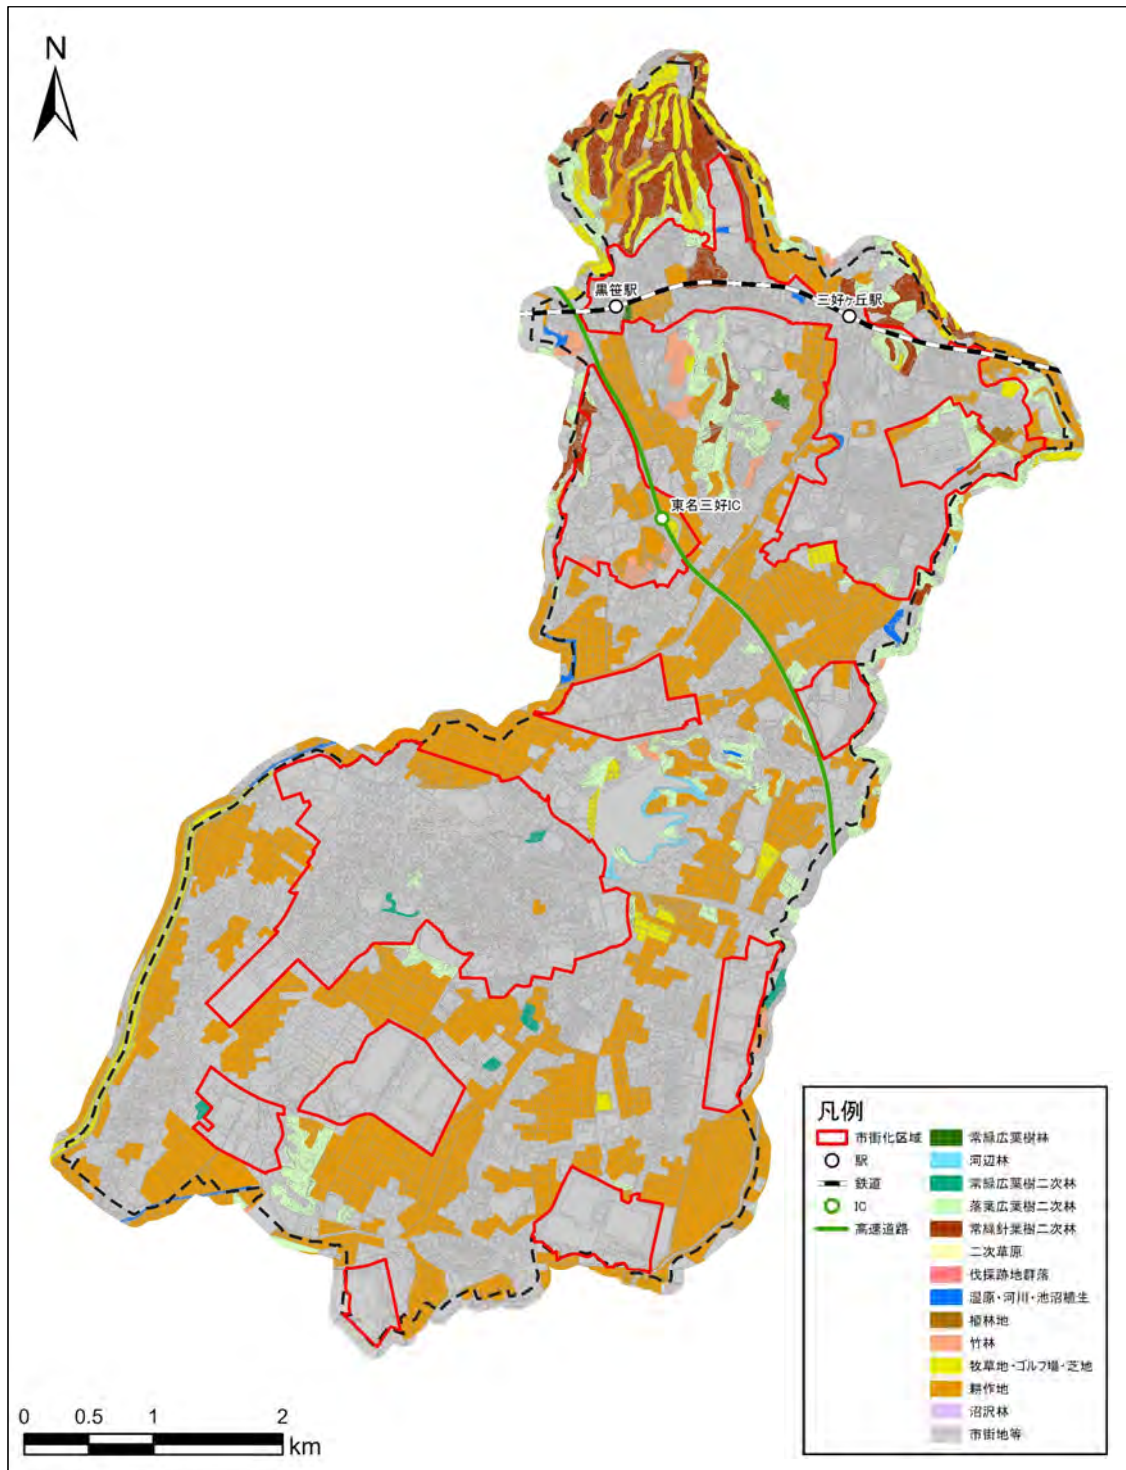 N
黒笹駅
三好ヶ丘駅
東名三好IC
凡例
市街化区域
駅
鉄道
IC
高速道路
常緑広葉樹林
河辺林
常緑広葉樹二次林
落葉広葉樹二次林
常緑針葉樹二次林
二次草原
伐採跡地群落
湿原・河川・池沼植生
植林地
竹林
牧草地・ゴルフ場・芝地
耕作地
沼沢林
市街地等
0 0.5 1 2
km